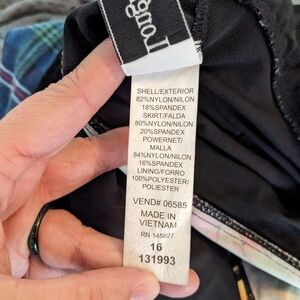 SHELL/EXTERIOR
82%NYLON/NILON
18%SPANDEX
SKIRT/FALDA
80%NYLON/NILON
20%SPANDEX
POWERNET/
MALLA
84%NYLON/NILON
16%SPANDEX
LINING/FORRO
100%POLYESTER/
POLIESTER
VEND# 06585
MADE IN
VIETNAM
RN 145627
16
131993